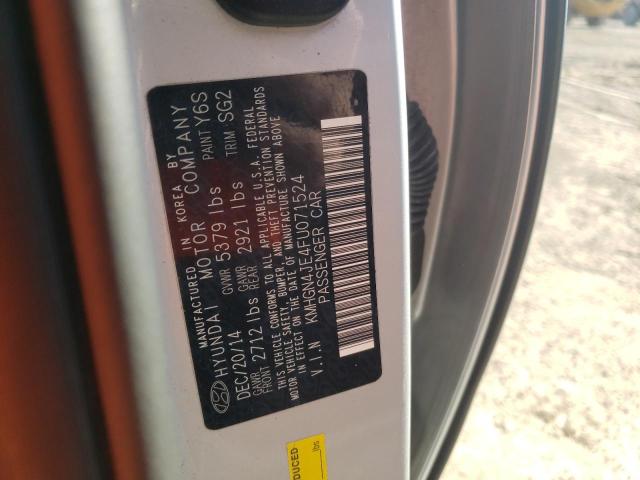 MANUFACTURED IN KOREA BY
HYUNDAI MOTOR COMPANY
DEC/20/14 GVWR 5379 lbs PAINT Y6S
GAWR FRONT 2712 lbs GAWR REAR 2921 lbs TRIM SG2
THIS VEHICLE CONFORMS TO ALL APPLICABLE U.S.A. FEDERAL
MOTOR VEHICLE SAFETY, BUMPER, AND THEFT PREVENTION STANDARDS
IN EFFECT ON THE DATE OF MANUFACTURE SHOWN ABOVE
V.I.N KMHGN4JE4FU071524
PASSENGER CAR
DUCED
lbs